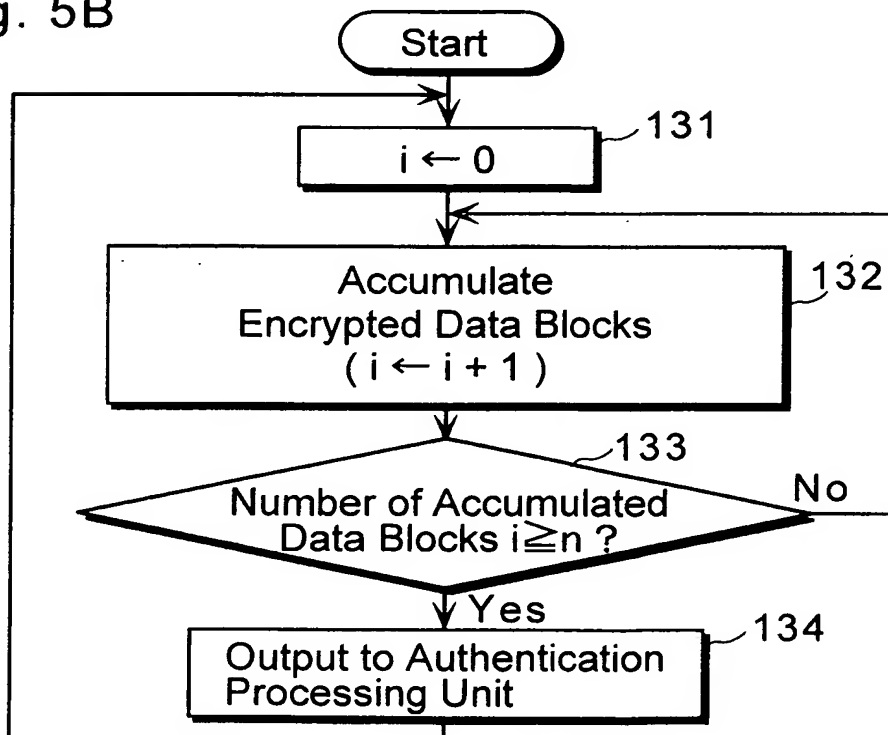 g. 5B
Start
131
i ← 0
132
Accumulate
Encrypted Data Blocks
( i ← i + 1 )
133
Number of Accumulated
Data Blocks i≧n ?
No
Yes
134
Output to Authentication
Processing Unit